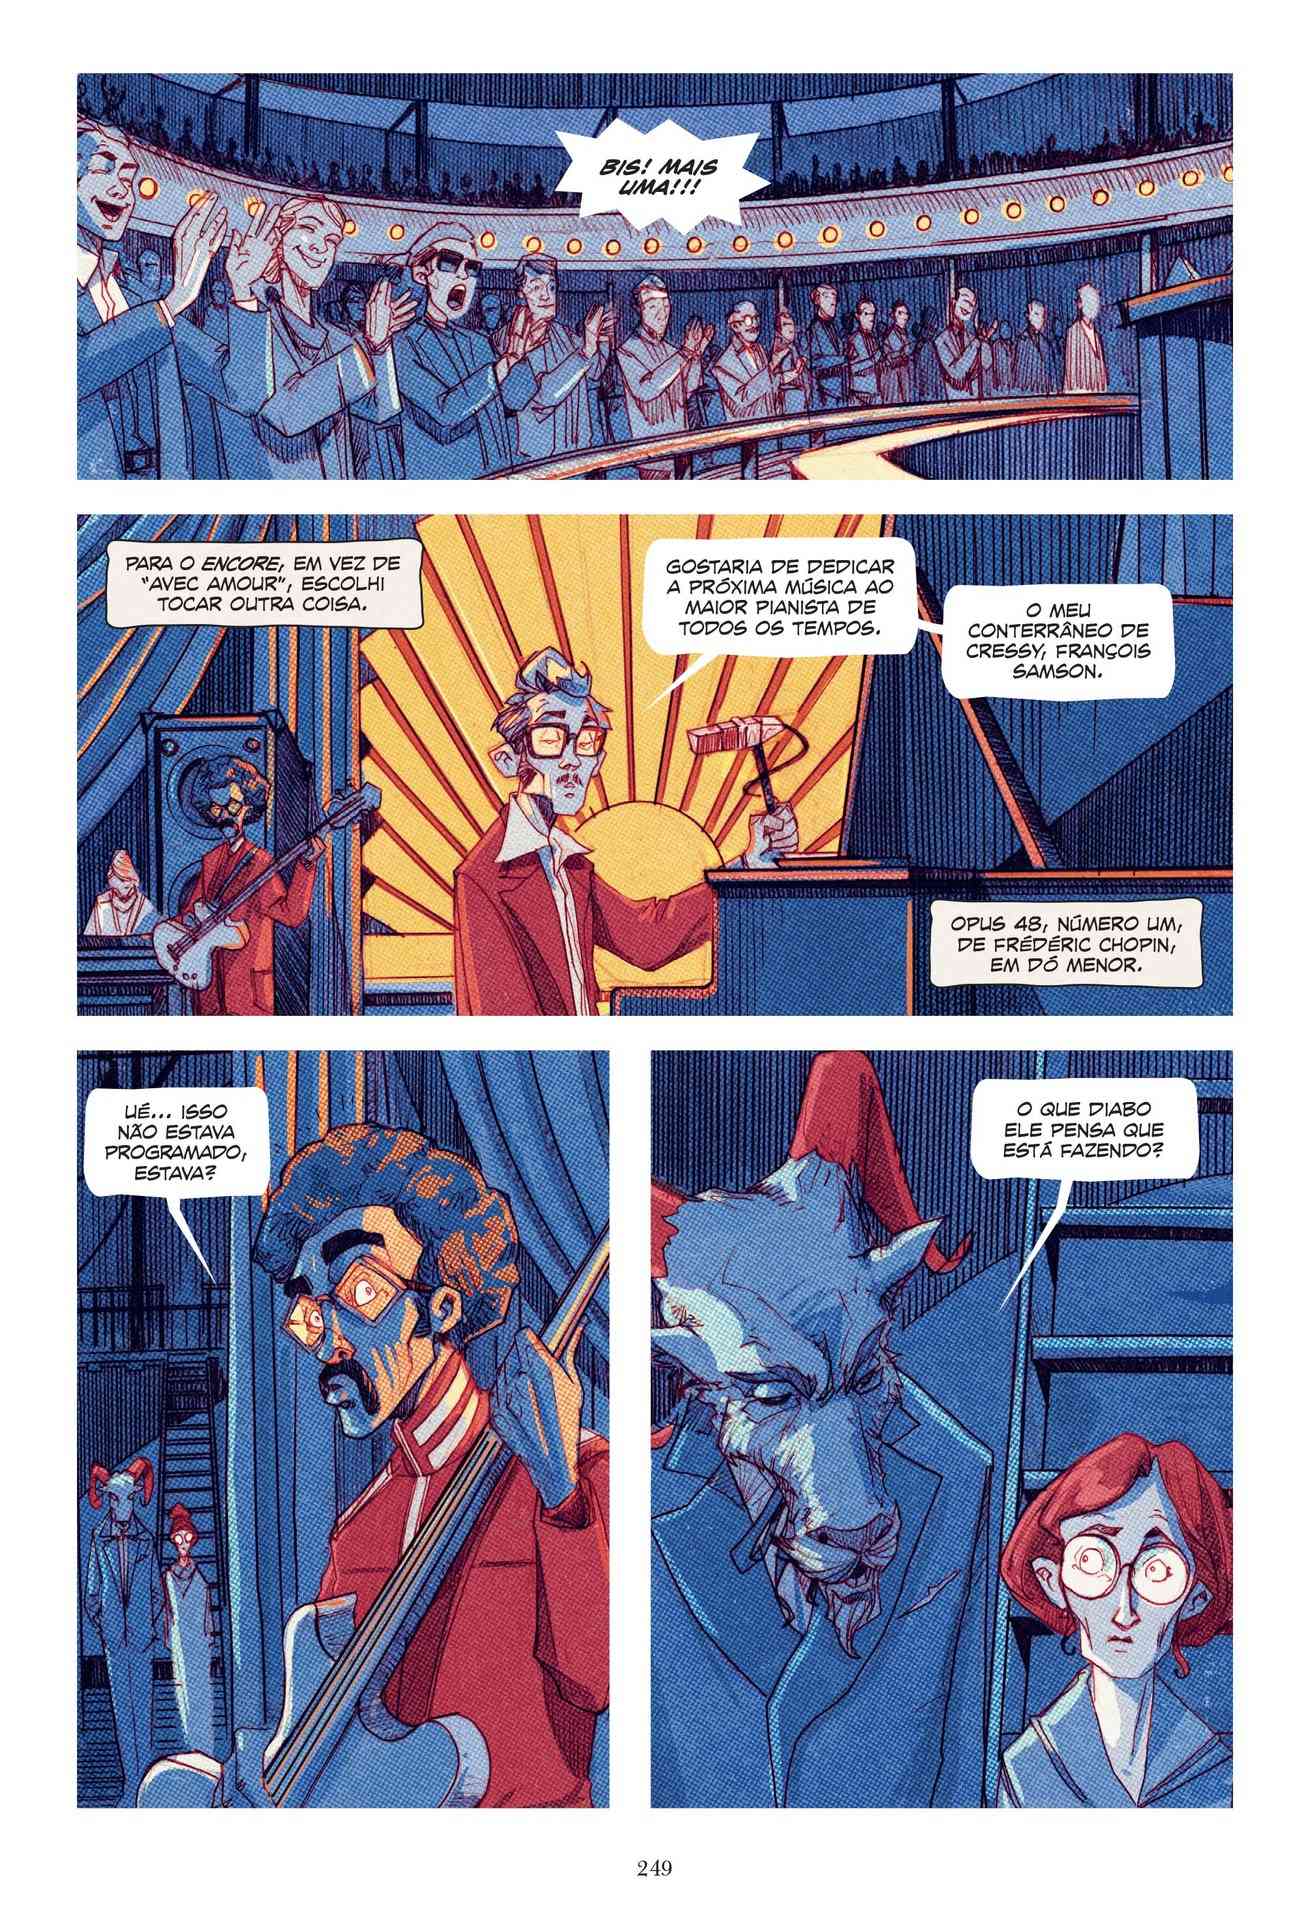 BIS! MAIS
UMA!!!
PARA O ENCORE, EM VEZ DE
“AVEC AMOUR”, ESCOLHI
TOCAR OUTRA COISA.
GOSTARIA DE DEDICAR
A PRÓXIMA MÚSICA AO
MAIOR PIANISTA DE
TODOS OS TEMPOS.
O MEU
CONTERRÂNEO DE
CRESSY, FRANÇOIS
SAMSON.
OPUS 48, NÚMERO UM,
DE FRÉDÉRIC CHOPIN,
EM DÓ MENOR.
UÉ... ISSO
NÃO ESTAVA
PROGRAMADO,
ESTAVA?
O QUE DIABO
ELE PENSA QUE
ESTÁ FAZENDO?
249